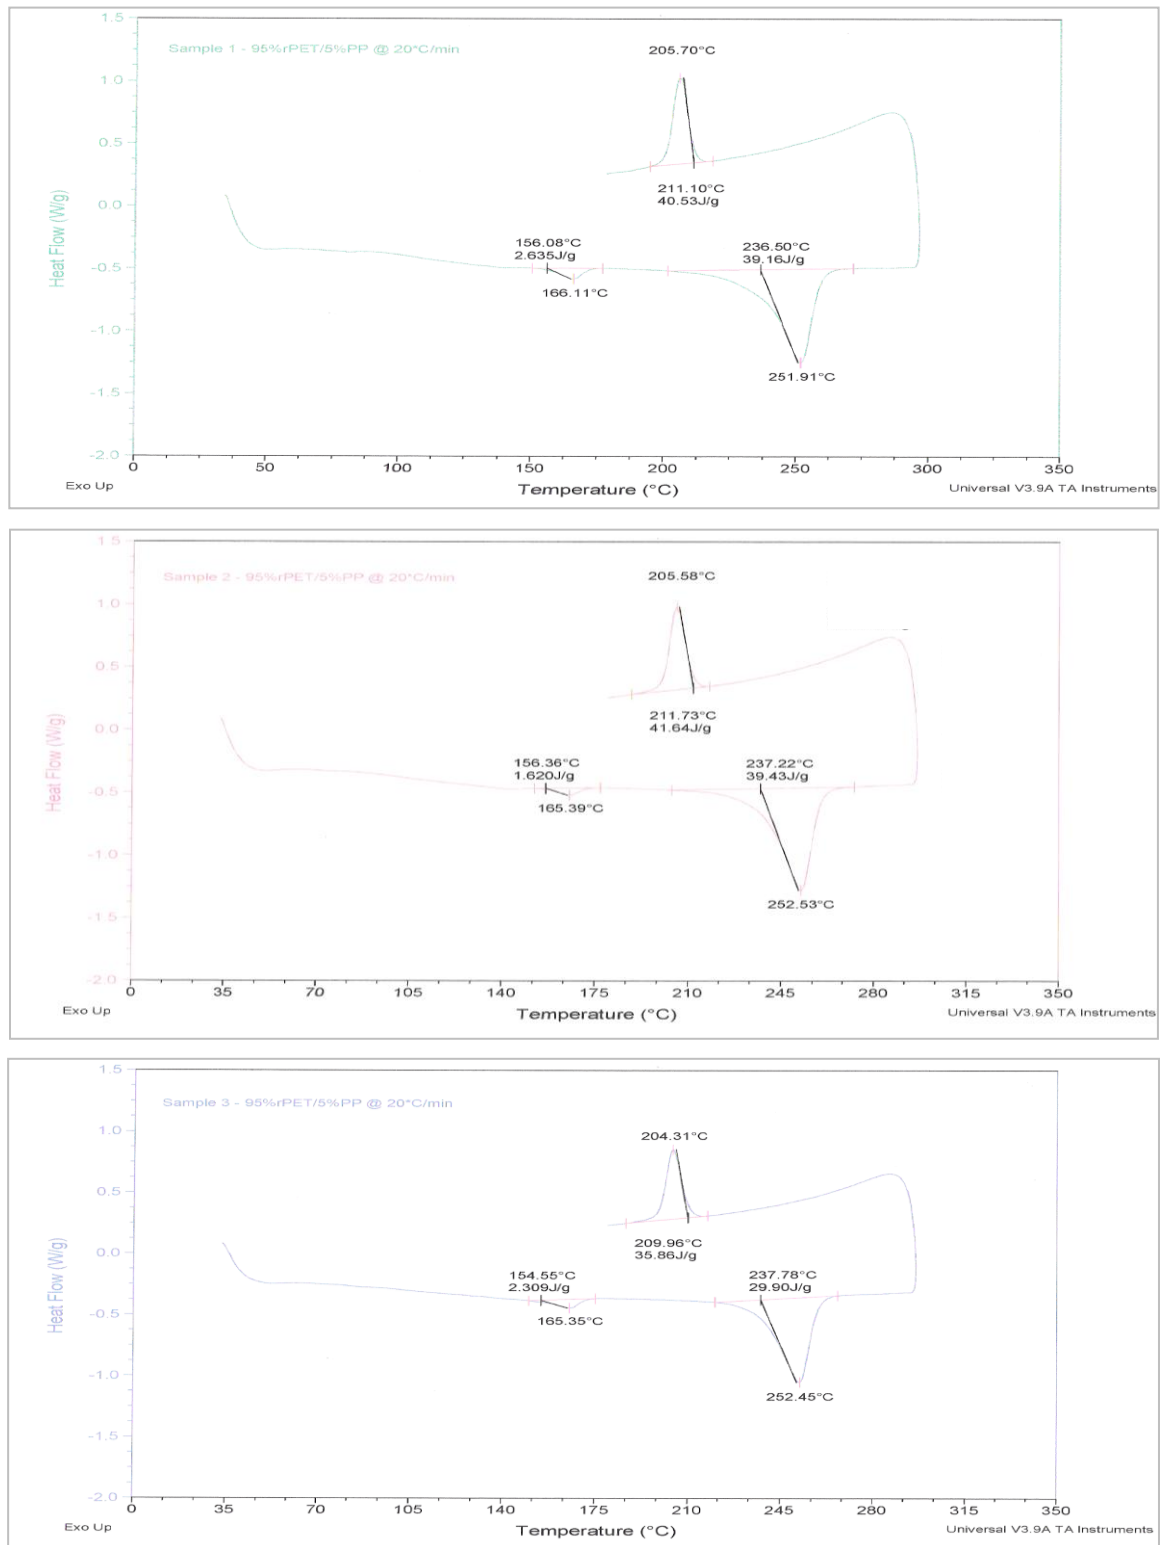 1.5
Sample 1 - 95%rPET/5%PP @ 20°C/min
205.70°C
1.0
0.5
211.10°C
40.53J/g
0.0
Heat Flow (W/g)
156.08°C
2.635J/g
236.50°C
39.16J/g
-0.5
166.11°C
-1.0
251.91°C
-1.5
-2.0
0 50 100 150 200 250 300 350
Exo Up
Temperature (°C)
Universal V3.9A TA Instruments
1.5
Sample 2 - 95%rPET/5%PP @ 20°C/min
205.58°C
1.0
0.5
211.73°C
41.64J/g
0.0
Heat Flow (W/g)
156.36°C
1.620J/g
237.22°C
39.43J/g
-0.5
165.39°C
-1.0
252.53°C
-1.5
-2.0
0 35 70 105 140 175 210 245 280 315 350
Exo Up
Temperature (°C)
Universal V3.9A TA Instruments
1.5
Sample 3 - 95%rPET/5%PP @ 20°C/min
204.31°C
1.0
0.5
209.96°C
35.86J/g
0.0
Heat Flow (W/g)
154.55°C
2.309J/g
237.78°C
29.90J/g
-0.5
165.35°C
-1.0
252.45°C
-1.5
-2.0
0 35 70 105 140 175 210 245 280 315 350
Exo Up
Temperature (°C)
Universal V3.9A TA Instruments